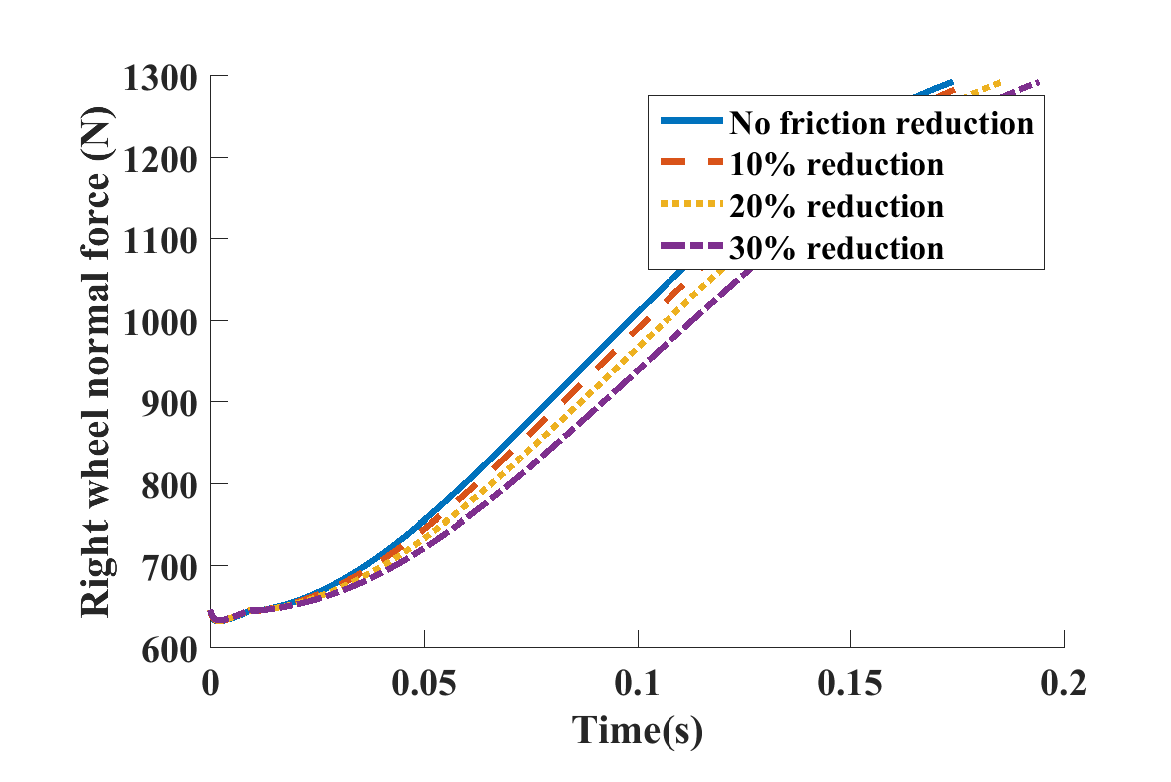 Right wheel normal force (N)
1300
1200
1100
1000
900
800
700
600
No friction reduction
10% reduction
20% reduction
30% reduction
0
0.05
0.1
0.15
0.2
Time(s)